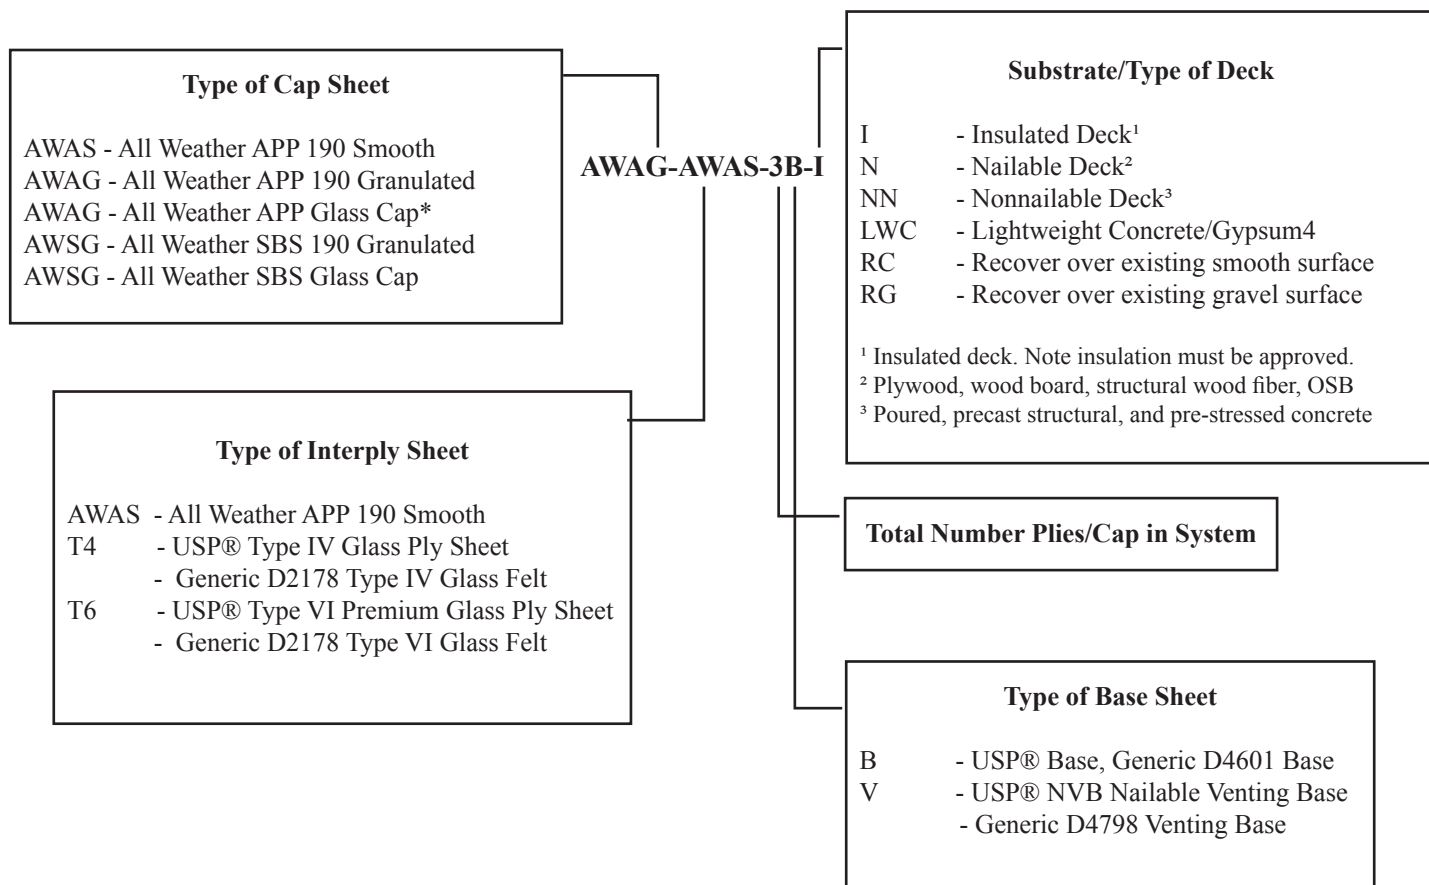 Type of Cap Sheet
AWAS - All Weather APP 190 Smooth
AWAG - All Weather APP 190 Granulated
AWAG - All Weather APP Glass Cap*
AWSG - All Weather SBS 190 Granulated
AWSG - All Weather SBS Glass Cap
AWAG-AWAS-3B-I
Substrate/Type of Deck
I - Insulated Deck¹
N - Nailable Deck²
NN - Nonnailable Deck³
LWC - Lightweight Concrete/Gypsum4
RC - Recover over existing smooth surface
RG - Recover over existing gravel surface
¹ Insulated deck. Note insulation must be approved.
² Plywood, wood board, structural wood fiber, OSB
³ Poured, precast structural, and pre-stressed concrete
Type of Interply Sheet
AWAS - All Weather APP 190 Smooth
T4 - USP® Type IV Glass Ply Sheet
- Generic D2178 Type IV Glass Felt
T6 - USP® Type VI Premium Glass Ply Sheet
- Generic D2178 Type VI Glass Felt
Total Number Plies/Cap in System
Type of Base Sheet
B - USP® Base, Generic D4601 Base
V - USP® NVB Nailable Venting Base
- Generic D4798 Venting Base